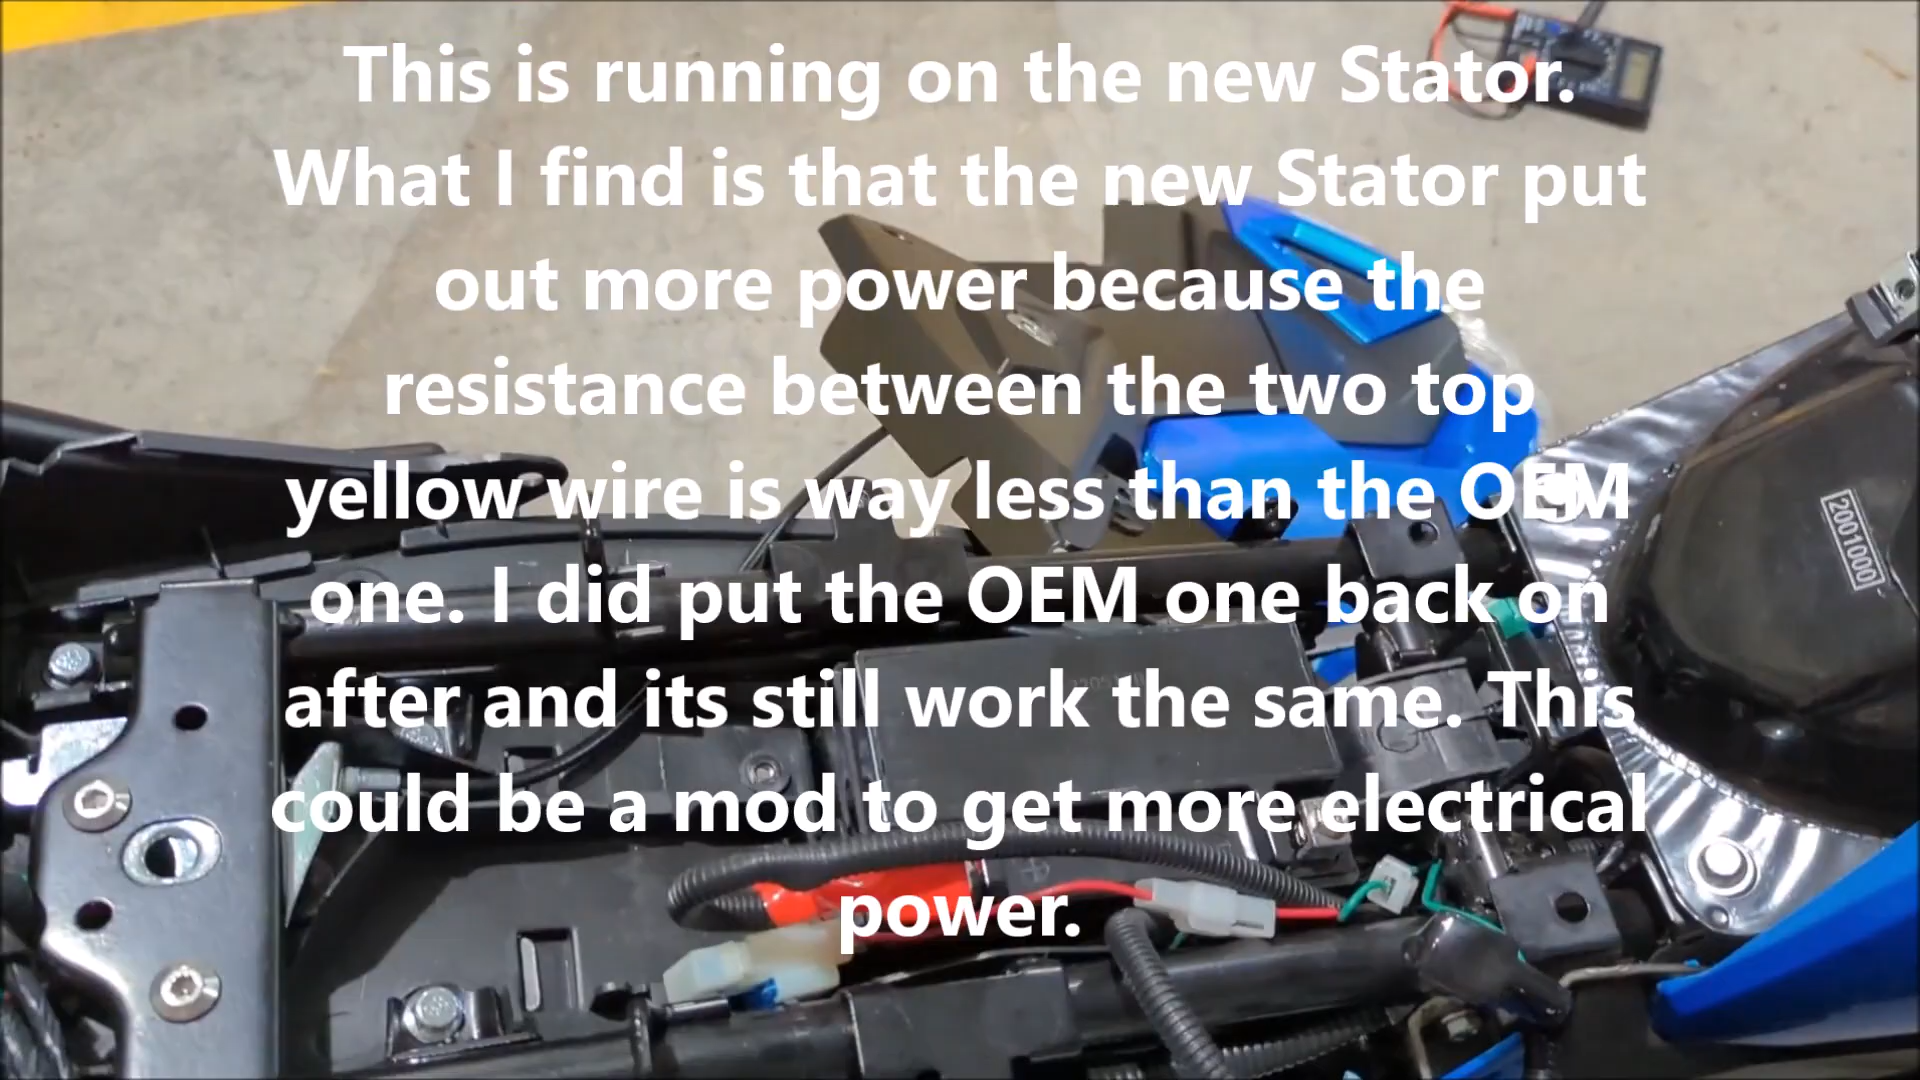 This is running on the new Stator.
What I find is that the new Stator put
out more power because the
resistance between the two top
yellow wire is way less than the OEM
one. I did put the OEM one back on
after and its still work the same. This
could be a mod to get more electrical
power.
2001000